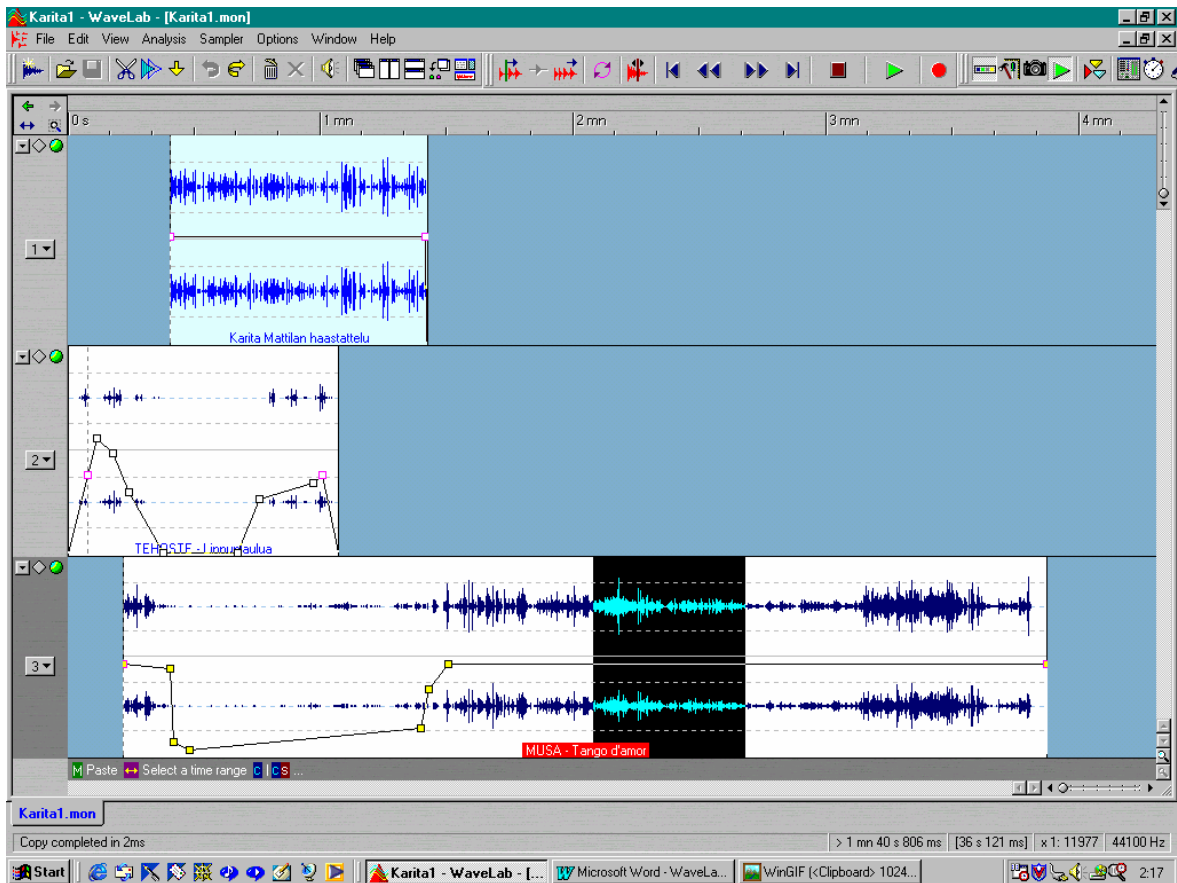 Karita1 - WaveLab - [Karita1.mon]
File Edit View Analysis Sampler Options Window Help
0 s 1 mn 2 mn 3 mn 4 mn
1
Karita Mattilan haastattelu
2
TEHOSTE - Lippumaulua
3
MUSA - Tango d'amor
M Paste Select a time range C | C S ...
Karita1.mon
Copy completed in 2ms > 1 mn 40 s 806 ms [36 s 121 ms] x 1: 11977 44100 Hz
Start Karita1 - WaveLab - [... Microsoft Word - WaveLa... WinGIF (<Clipboard> 1024... 2:17